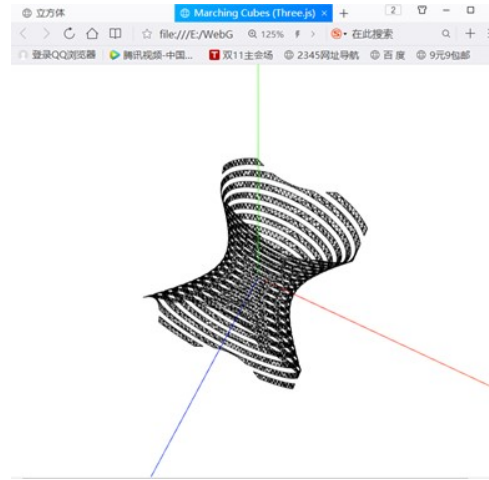 立方体 Marching Cubes (Three.js) × + 2
file:///E:/WebG 125% 在此搜索
登录QQ浏览器 腾讯视频-中国... 双11主会场 2345网址导航 百度 9元9包邮